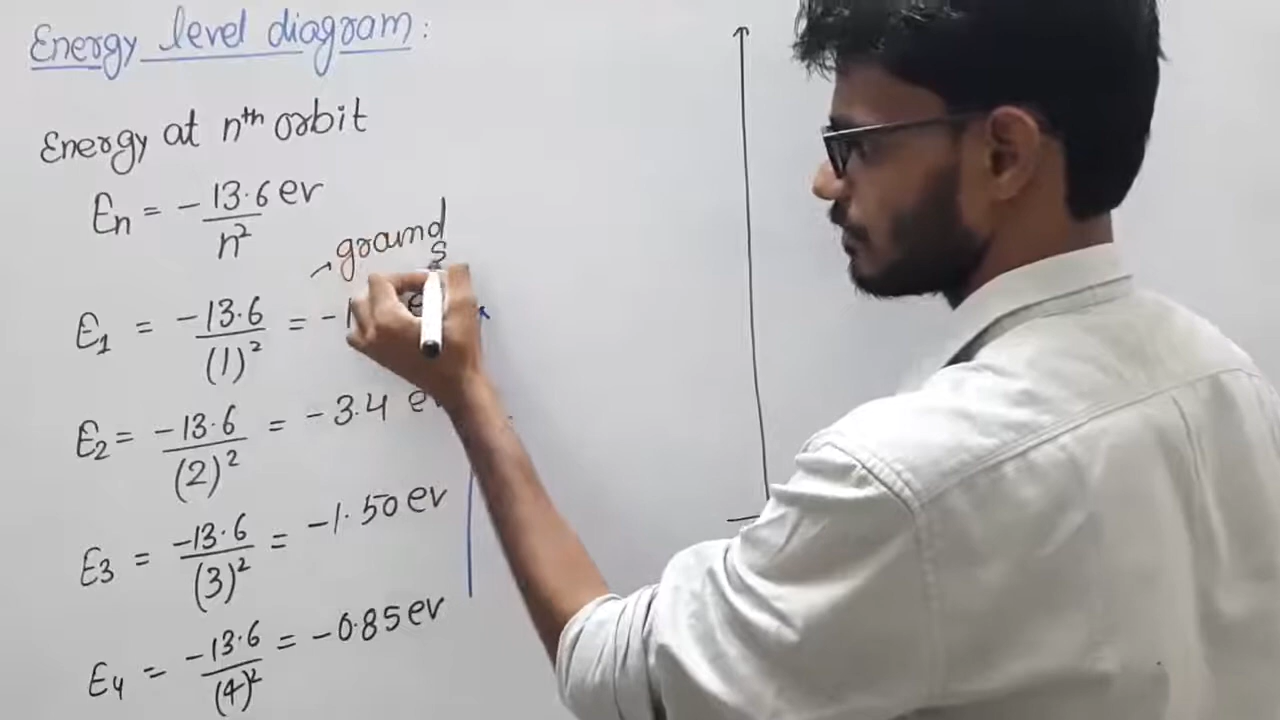 Energy level diagram:
Energy at nth orbit
En = -13.6 ev / n²
ground
s
E1 = -13.6 / (1)² = -1
E2 = -13.6 / (2)² = -3.4 ev
E3 = -13.6 / (3)² = -1.50 ev
E4 = -13.6 / (4)² = -0.85 ev